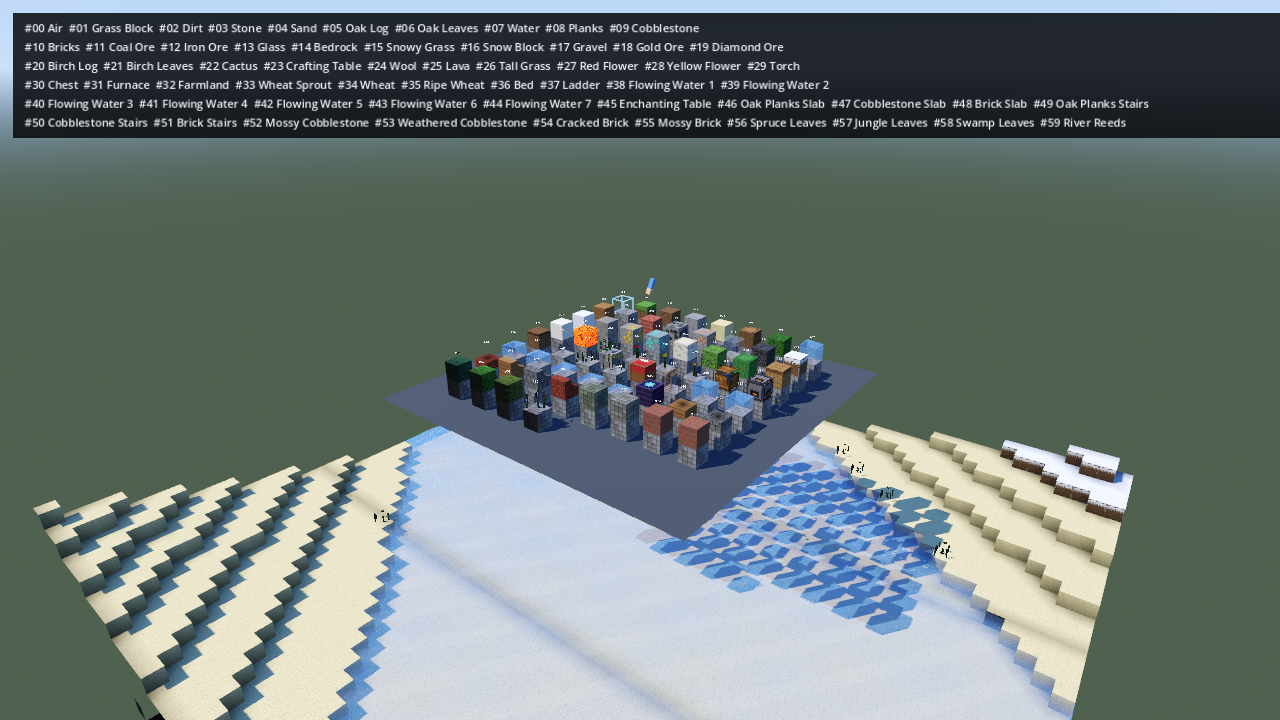 #00 Air #01 Grass Block #02 Dirt #03 Stone #04 Sand #05 Oak Log #06 Oak Leaves #07 Water #08 Planks #09 Cobblestone
#10 Bricks #11 Coal Ore #12 Iron Ore #13 Glass #14 Bedrock #15 Snowy Grass #16 Snow Block #17 Gravel #18 Gold Ore #19 Diamond Ore
#20 Birch Log #21 Birch Leaves #22 Cactus #23 Crafting Table #24 Wool #25 Lava #26 Tall Grass #27 Red Flower #28 Yellow Flower #29 Torch
#30 Chest #31 Furnace #32 Farmland #33 Wheat Sprout #34 Wheat #35 Ripe Wheat #36 Bed #37 Ladder #38 Flowing Water 1 #39 Flowing Water 2
#40 Flowing Water 3 #41 Flowing Water 4 #42 Flowing Water 5 #43 Flowing Water 6 #44 Flowing Water 7 #45 Enchanting Table #46 Oak Planks Slab #47 Cobblestone Slab #48 Brick Slab #49 Oak Planks Stairs
#50 Cobblestone Stairs #51 Brick Stairs #52 Mossy Cobblestone #53 Weathered Cobblestone #54 Cracked Brick #55 Mossy Brick #56 Spruce Leaves #57 Jungle Leaves #58 Swamp Leaves #59 River Reeds